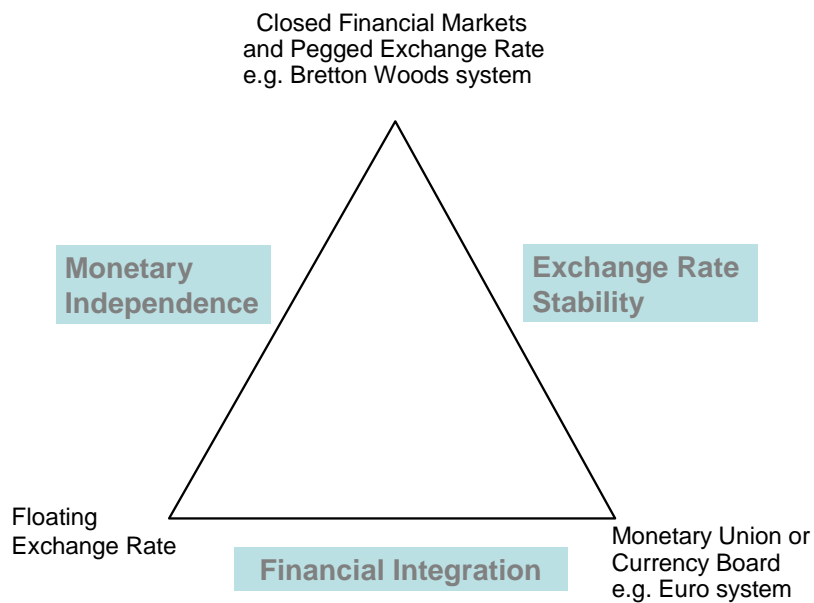 Closed Financial Markets
and Pegged Exchange Rate
e.g. Bretton Woods system
Monetary
Independence
Exchange Rate
Stability
Floating
Exchange Rate
Financial Integration
Monetary Union or
Currency Board
e.g. Euro system